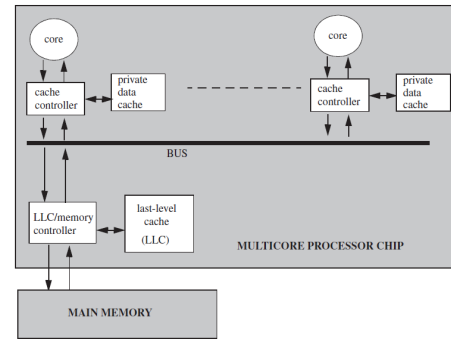 core
core
cache
controller
private
data
cache
cache
controller
private
data
cache
BUS
LLC/memory
controller
last-level
cache
(LLC)
MULTICORE PROCESSOR CHIP
MAIN MEMORY